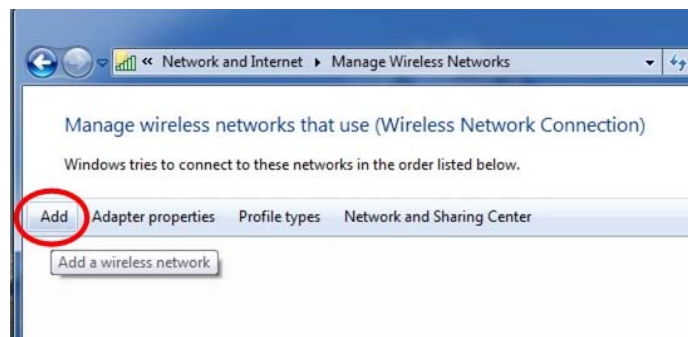 « Network and Internet ▸ Manage Wireless Networks
Manage wireless networks that use (Wireless Network Connection)
Windows tries to connect to these networks in the order listed below.
Add Adapter properties Profile types Network and Sharing Center
Add a wireless network